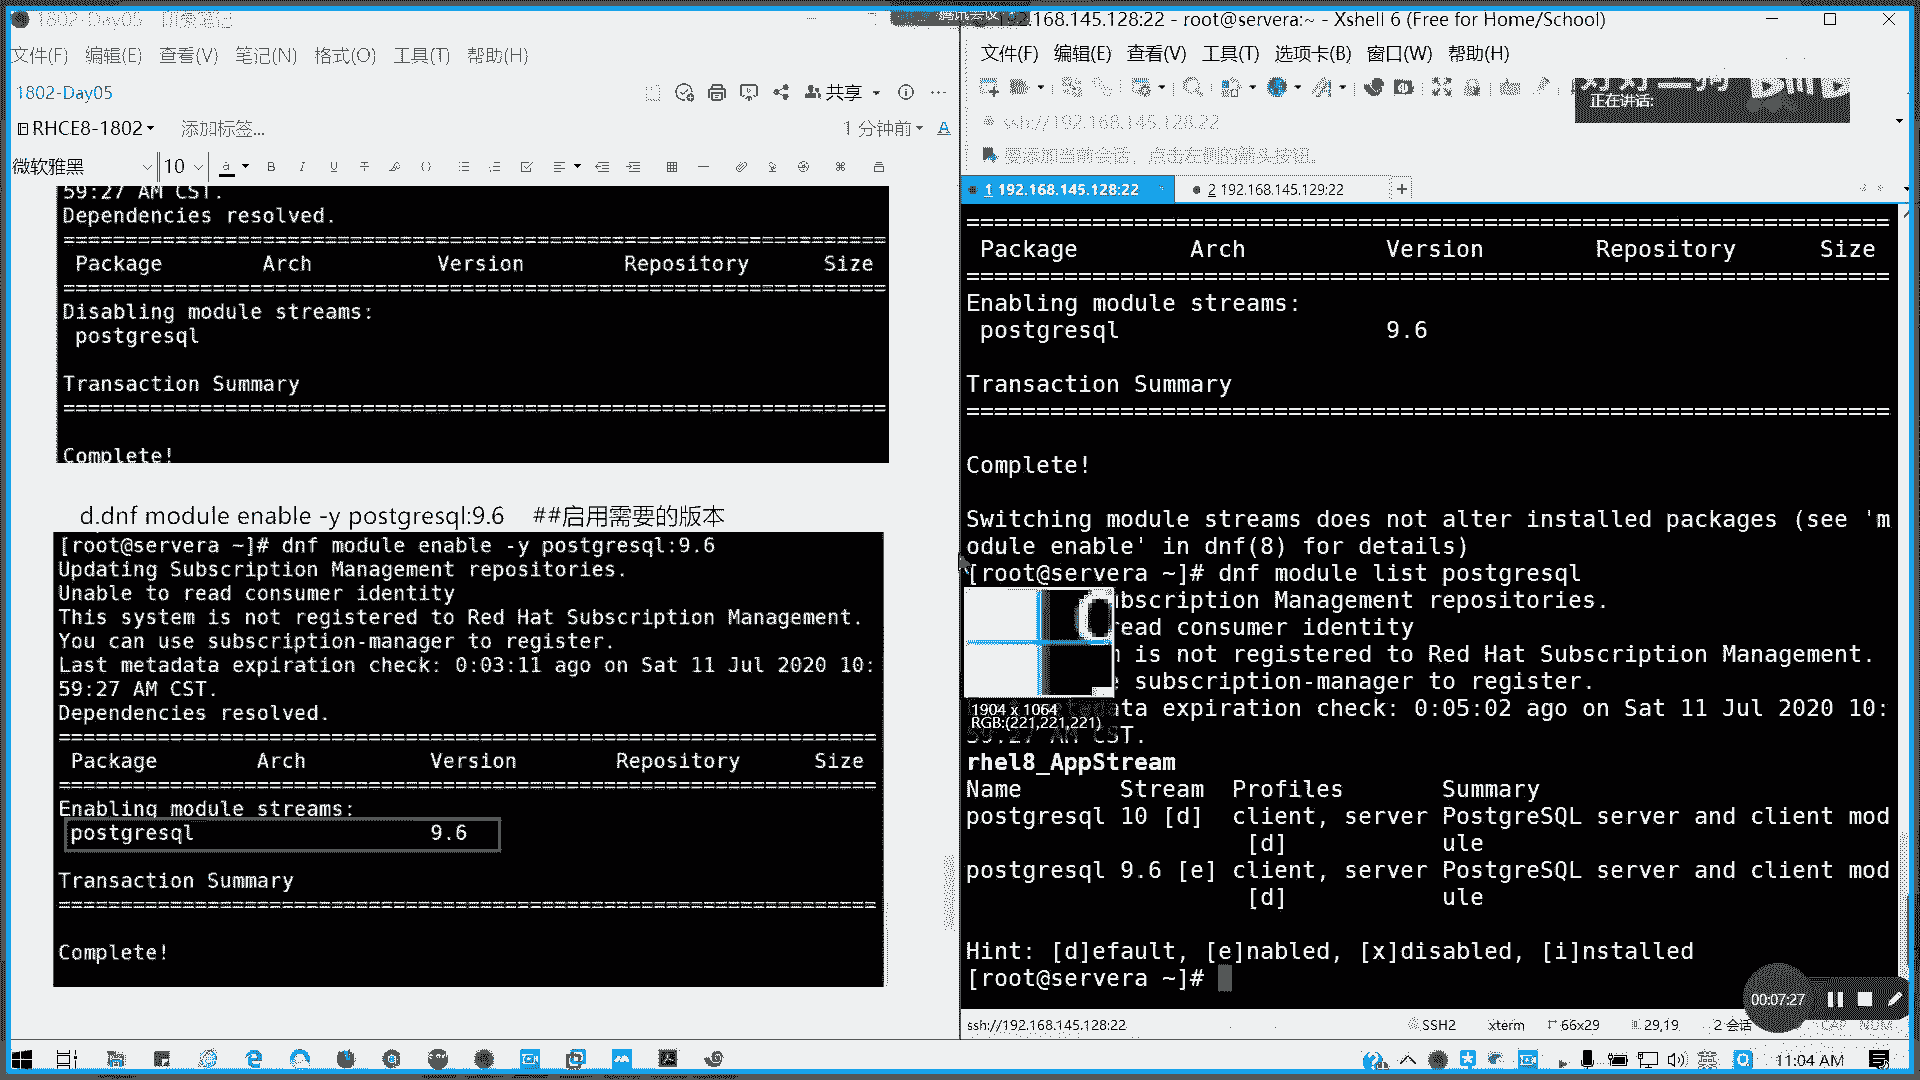 1802-Day05 - 印象笔记
文件(F) 编辑(E) 查看(V) 笔记(N) 格式(O) 工具(T) 帮助(H)
1802-Day05
共享
RHCE8-1802
添加标签...
1 分钟前
微软雅黑 10
59:27 AM CST.
Dependencies resolved.
Package Arch Version Repository Size
Disabling module streams:
postgresql
Transaction Summary
Complete!
d.dnf module enable -y postgresql:9.6 ##启用需要的版本
[root@servera ~]# dnf module enable -y postgresql:9.6
Updating Subscription Management repositories.
Unable to read consumer identity
This system is not registered to Red Hat Subscription Management.
You can use subscription-manager to register.
Last metadata expiration check: 0:03:11 ago on Sat 11 Jul 2020 10:
59:27 AM CST.
Dependencies resolved.
================================================================================
Package Arch Version Repository Size
================================================================================
Enabling module streams:
postgresql 9.6
Transaction Summary
================================================================================
Complete!
腾讯会议
192.168.145.128:22 - root@servera:~ - Xshell 6 (Free for Home/School)
文件(F) 编辑(E) 查看(V) 工具(T) 选项卡(B) 窗口(W) 帮助(H)
正在讲话:
ssh://192.168.145.128:22
要添加当前会话，点击左侧的箭头按钮。
1 192.168.145.128:22
2 192.168.145.129:22
Package Arch Version Repository Size
Enabling module streams:
postgresql 9.6
Transaction Summary
Complete!
Switching module streams does not alter installed packages (see 'm
odule enable' in dnf(8) for details)
[root@servera ~]# dnf module list postgresql
bscription Management repositories.
ead consumer identity
is not registered to Red Hat Subscription Management.
subscription-manager to register.
data expiration check: 0:05:02 ago on Sat 11 Jul 2020 10:
59:27 AM CST.
1904 x 1064
RGB:(221,221,221)
rhel8_AppStream
Name Stream Profiles Summary
postgresql 10 [d] client, server PostgreSQL server and client mod
[d] ule
postgresql 9.6 [e] client, server PostgreSQL server and client mod
[d] ule
Hint: [d]efault, [e]nabled, [x]disabled, [i]nstalled
[root@servera ~]#
00:07:27
ssh://192.168.145.128:22 SSH2 xterm 66x29 29,19 2 会话 CAP NUM
英
11:04 AM